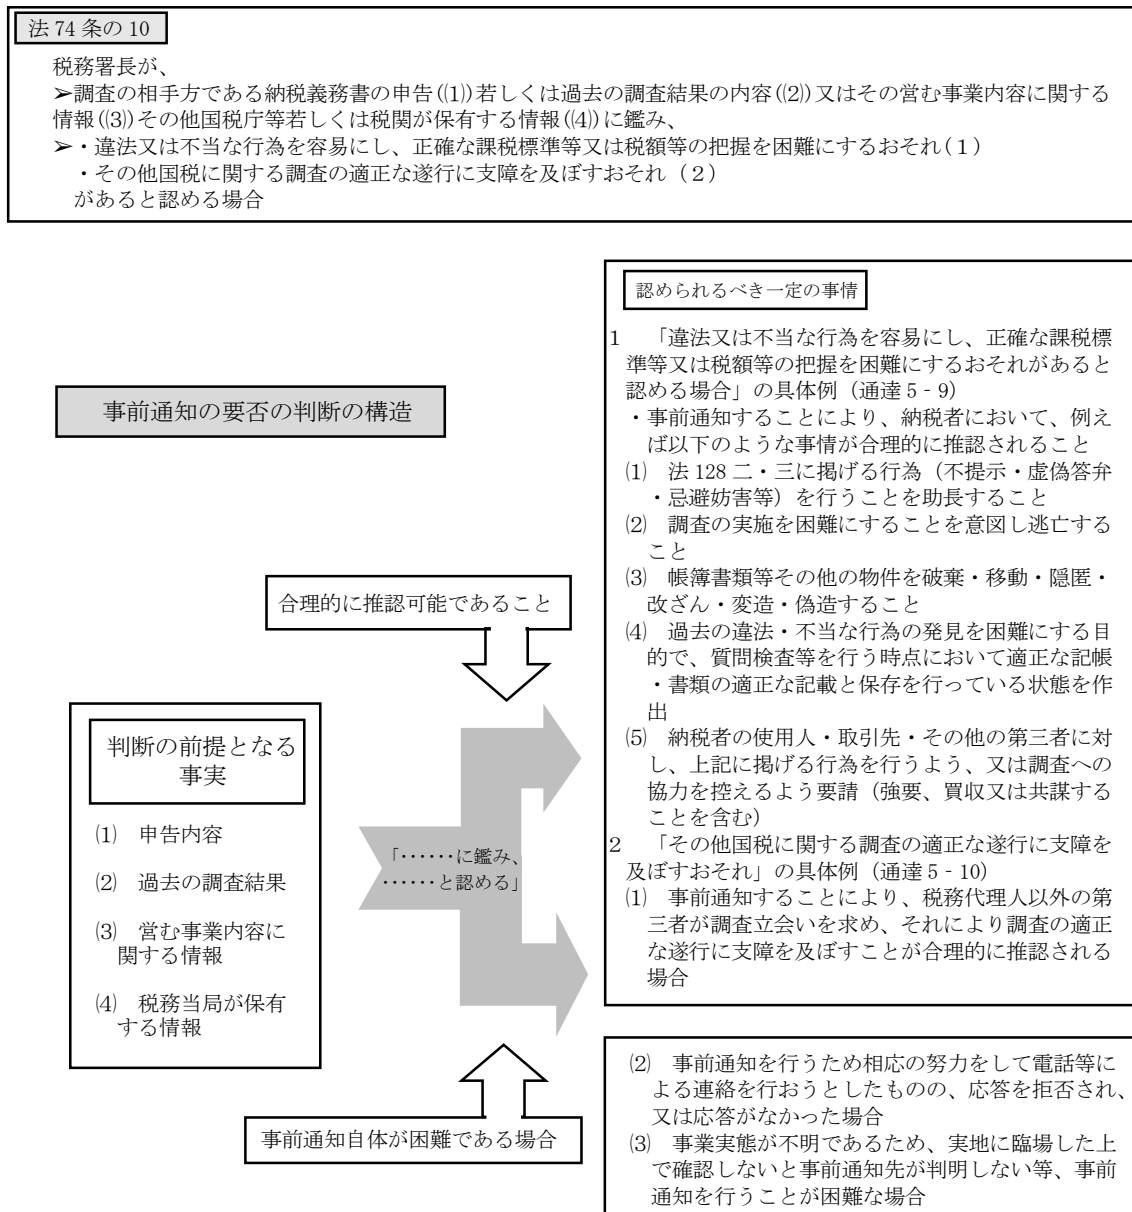 法 74 条の 10
税務署長が、
➢調査の相手方である納税義務書の申告(⑴)若しくは過去の調査結果の内容(⑵)又はその営む事業内容に関する
情報(⑶)その他国税庁等若しくは税関が保有する情報(⑷)に鑑み、
➢・違法又は不当な行為を容易にし、正確な課税標準等又は税額等の把握を困難にするおそれ(１)
・その他国税に関する調査の適正な遂行に支障を及ぼすおそれ（２）
があると認める場合
事前通知の要否の判断の構造
合理的に推認可能であること
判断の前提となる
事実
⑴　申告内容
⑵　過去の調査結果
⑶　営む事業内容に
関する情報
⑷　税務当局が保有
する情報
「‥‥‥に鑑み、
‥‥‥と認める」
事前通知自体が困難である場合
認められるべき一定の事情
1　「違法又は不当な行為を容易にし、正確な課税標
準等又は税額等の把握を困難にするおそれがあると
認める場合」の具体例（通達 5‐9）
・事前通知することにより、納税者において、例え
ば以下のような事情が合理的に推認されること
⑴　法 128 二・三に掲げる行為（不提示・虚偽答弁
・忌避妨害等）を行うことを助長すること
⑵　調査の実施を困難にすることを意図し逃亡する
こと
⑶　帳簿書類等その他の物件を破棄・移動・隠匿・
改ざん・変造・偽造すること
⑷　過去の違法・不当な行為の発見を困難にする目
的で、質問検査等を行う時点において適正な記帳
・書類の適正な記載と保存を行っている状態を作
出
⑸　納税者の使用人・取引先・その他の第三者に対
し、上記に掲げる行為を行うよう、又は調査への
協力を控えるよう要請（強要、買収又は共謀する
ことを含む）
2　「その他国税に関する調査の適正な遂行に支障を
及ぼすおそれ」の具体例（通達 5‐10）
⑴　事前通知することにより、税務代理人以外の第
三者が調査立会いを求め、それにより調査の適正
な遂行に支障を及ぼすことが合理的に推認される
場合
⑵　事前通知を行うため相応の努力をして電話等に
よる連絡を行おうとしたものの、応答を拒否され、
又は応答がなかった場合
⑶　事業実態が不明であるため、実地に臨場した上
で確認しないと事前通知先が判明しない等、事前
通知を行うことが困難な場合